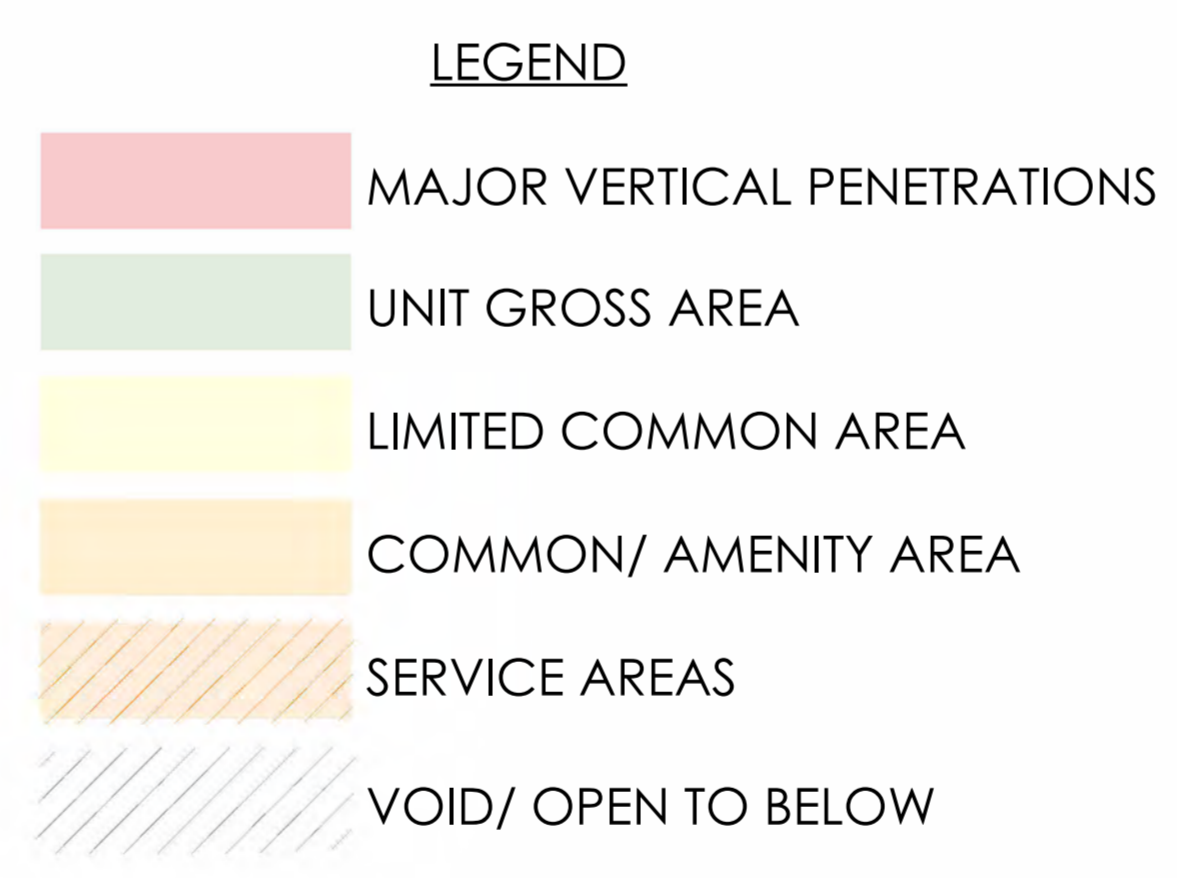 LEGEND
MAJOR VERTICAL PENETRATIONS
UNIT GROSS AREA
LIMITED COMMON AREA
COMMON/ AMENITY AREA
SERVICE AREAS
VOID/ OPEN TO BELOW